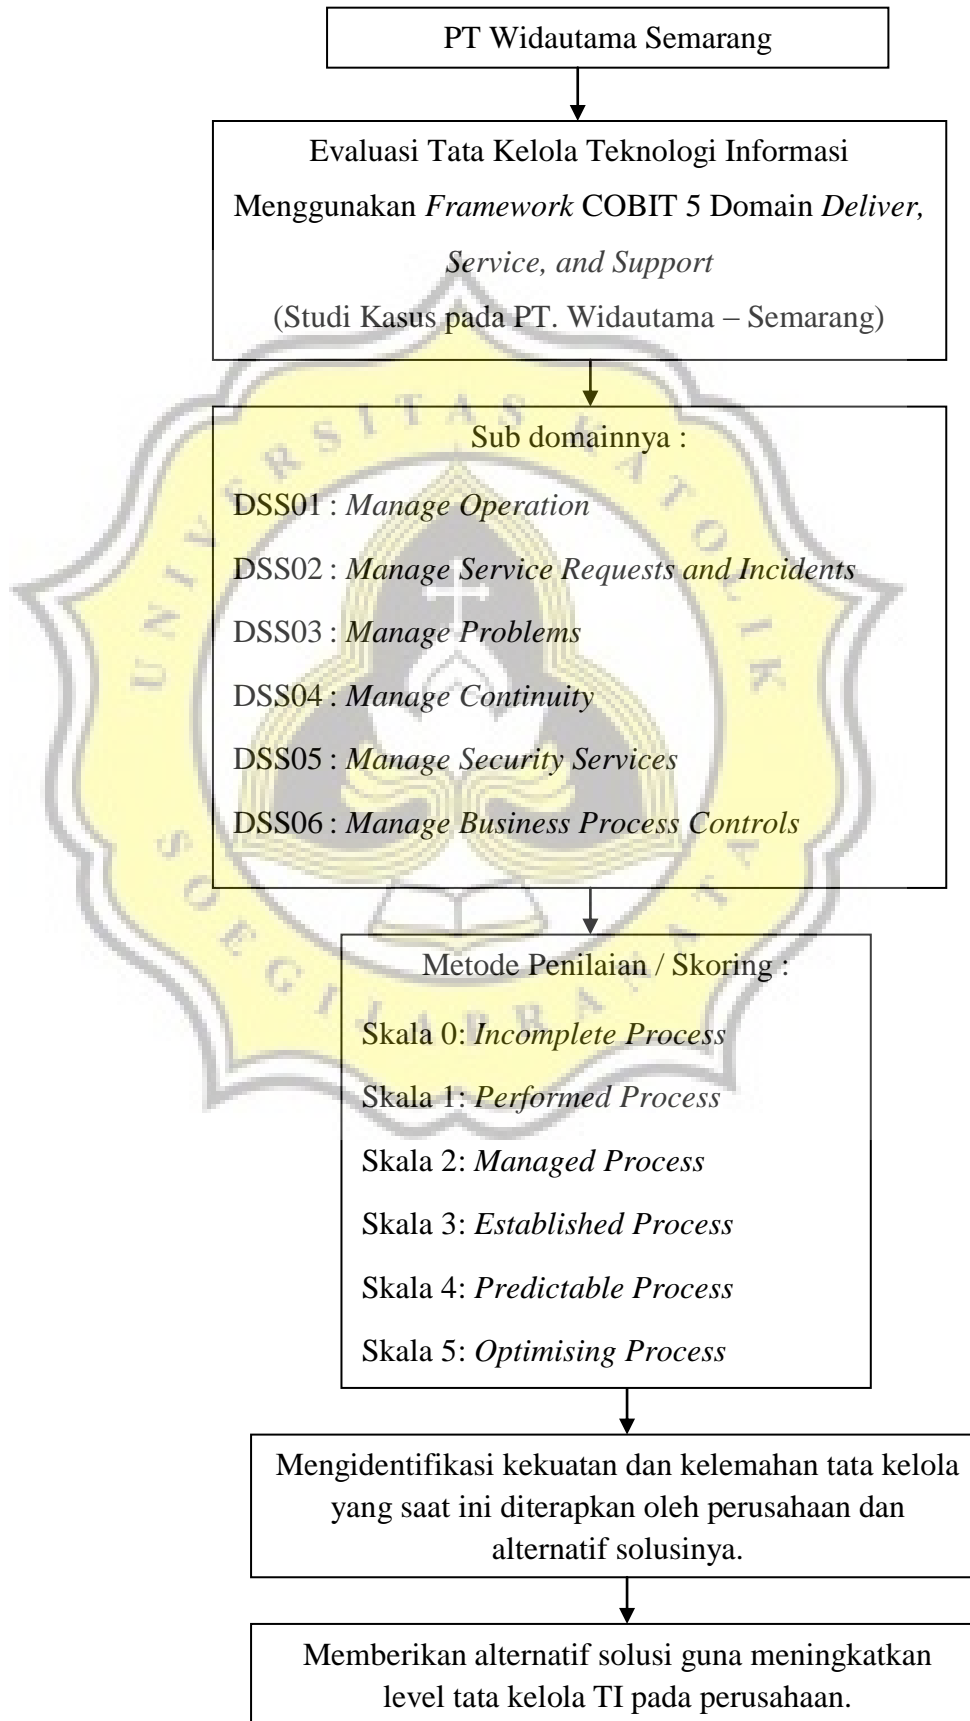 PT Widautama Semarang
Evaluasi Tata Kelola Teknologi Informasi
Menggunakan Framework COBIT 5 Domain Deliver,
Service, and Support
(Studi Kasus pada PT. Widautama – Semarang)
UNIVERSITAS KATOLIK
SOEGIJAPRANATA
Sub domainnya :
DSS01 : Manage Operation
DSS02 : Manage Service Requests and Incidents
DSS03 : Manage Problems
DSS04 : Manage Continuity
DSS05 : Manage Security Services
DSS06 : Manage Business Process Controls
Metode Penilaian / Skoring :
Skala 0: Incomplete Process
Skala 1: Performed Process
Skala 2: Managed Process
Skala 3: Established Process
Skala 4: Predictable Process
Skala 5: Optimising Process
Mengidentifikasi kekuatan dan kelemahan tata kelola
yang saat ini diterapkan oleh perusahaan dan
alternatif solusinya.
Memberikan alternatif solusi guna meningkatkan
level tata kelola TI pada perusahaan.